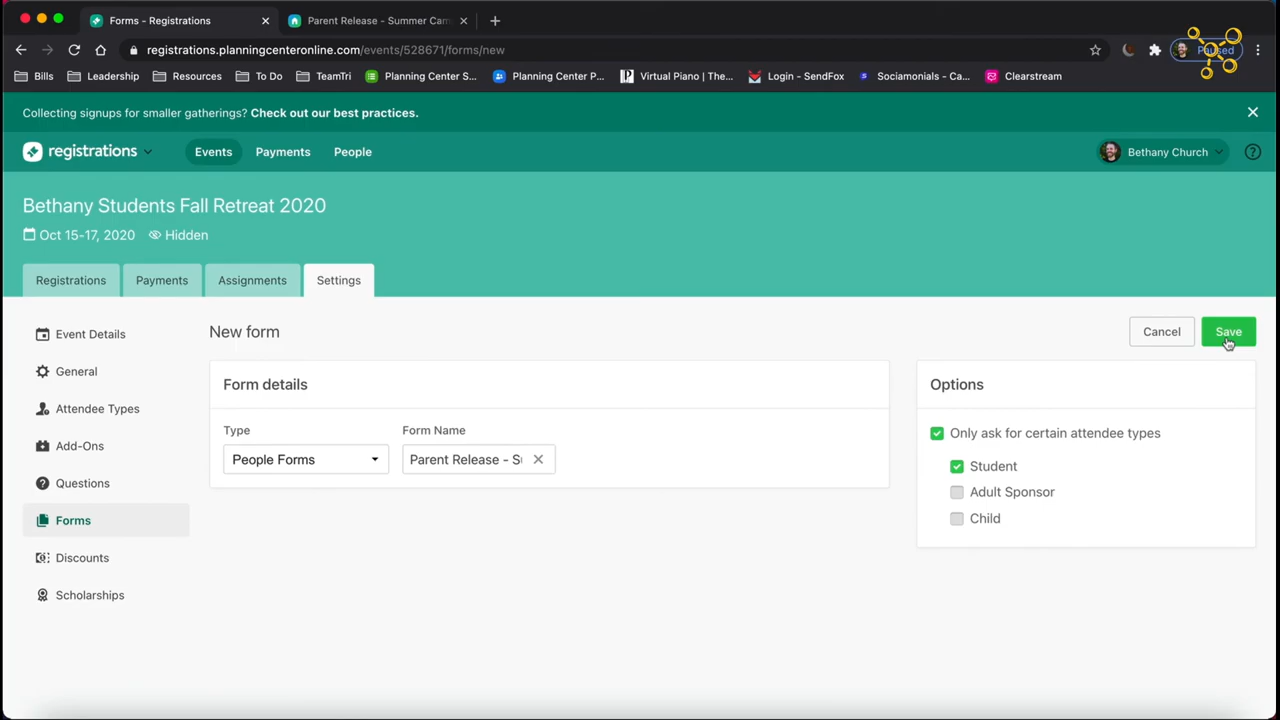 Forms - Registrations
Parent Release - Summer Cam
registrations.planningcenteronline.com/events/528671/forms/new
Paused
Bills
Leadership
Resources
To Do
TeamTri
Planning Center S...
Planning Center P...
Virtual Piano | The...
Login - SendFox
Sociamonials - Ca...
Clearstream
Collecting signups for smaller gatherings? Check out our best practices.
registrations
Events
Payments
People
Bethany Church
Bethany Students Fall Retreat 2020
Oct 15-17, 2020
Hidden
Registrations
Payments
Assignments
Settings
Event Details
General
Attendee Types
Add-Ons
Questions
Forms
Discounts
Scholarships
New form
Cancel
Save
Form details
Type
Form Name
People Forms
Parent Release - S
Options
Only ask for certain attendee types
Student
Adult Sponsor
Child